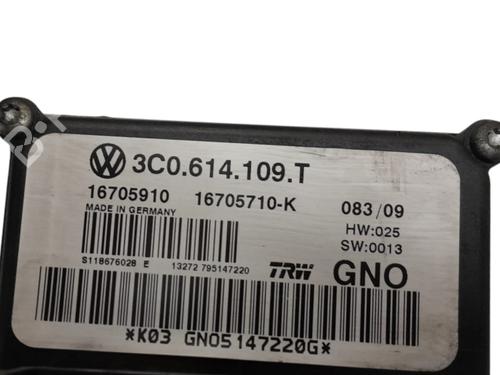 3C0.614.109.T
16705910 16705710-K 083/09
MADE IN GERMANY HW:025
SW:0013
S118676028 E 13272 795147220 TRW GNO
*K03 GNO5147220G*